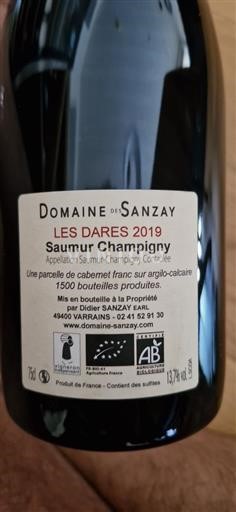 DOMAINE DES SANZAY
LES DARES 2019
Saumur Champigny
Appellation Saumur-Champigny Contrôlée
Une parcelle de cabernet franc sur argilo-calcaire
1500 bouteilles produites.
Mis en bouteille à la Propriété
par Didier SANZAY EARL
49400 VARRAINS - 02 41 52 91 30
www.domaine-sanzay.com
CERTIFIÉ
AB
AGRICULTURE
BIOLOGIQUE
vigneron
indépendant
FR-BIO-01
Agriculture France
75cl
13,7% vol.
Produit de France - Contient des sulfites